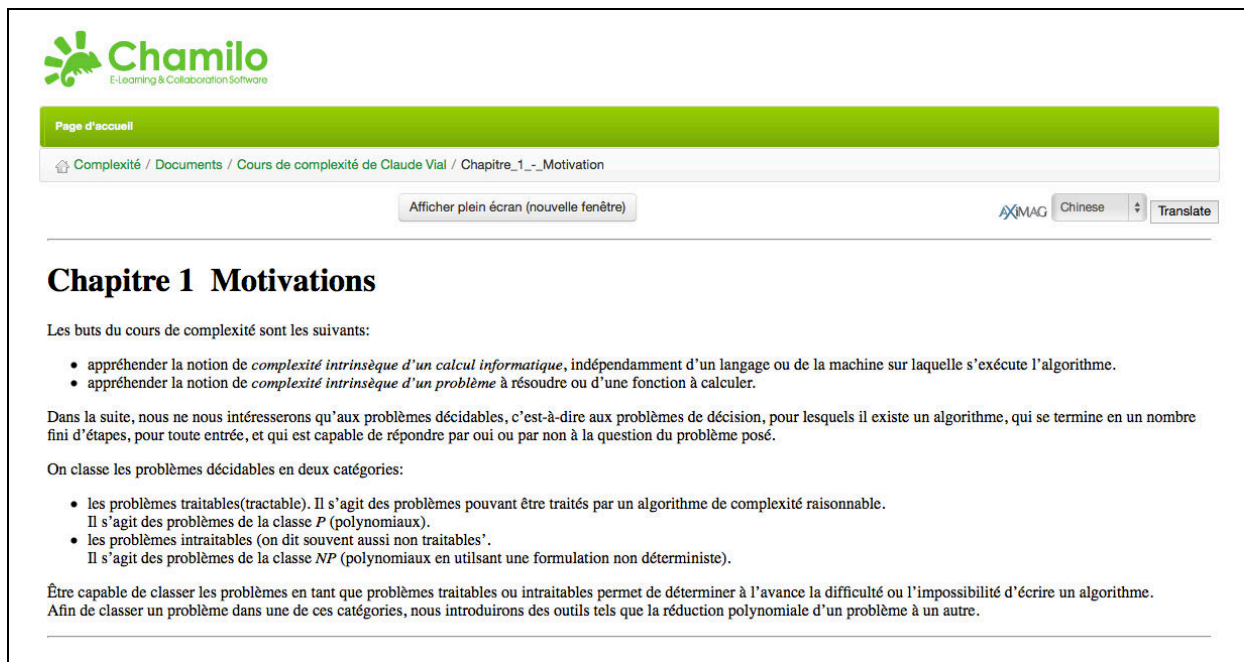 Chamilo
E-Learning & Collaboration Software
Page d'accueil
Complexité / Documents / Cours de complexité de Claude Vial / Chapitre_1_-_Motivation
Afficher plein écran (nouvelle fenêtre)
AXIMAG Chinese Translate
Chapitre 1 Motivations
Les buts du cours de complexité sont les suivants:
• appréhender la notion de complexité intrinsèque d'un calcul informatique, indépendamment d'un langage ou de la machine sur laquelle s'exécute l'algorithme.
• appréhender la notion de complexité intrinsèque d'un problème à résoudre ou d'une fonction à calculer.
Dans la suite, nous ne nous intéresserons qu'aux problèmes décidables, c'est-à-dire aux problèmes de décision, pour lesquels il existe un algorithme, qui se termine en un nombre
fini d'étapes, pour toute entrée, et qui est capable de répondre par oui ou par non à la question du problème posé.
On classe les problèmes décidables en deux catégories:
• les problèmes traitables(tractable). Il s'agit des problèmes pouvant être traités par un algorithme de complexité raisonnable.
Il s'agit des problèmes de la classe P (polynomiaux).
• les problèmes intraitables (on dit souvent aussi non traitables'.
Il s'agit des problèmes de la classe NP (polynomiaux en utilsant une formulation non déterministe).
Être capable de classer les problèmes en tant que problèmes traitables ou intraitables permet de déterminer à l'avance la difficulté ou l'impossibilité d'écrire un algorithme.
Afin de classer un problème dans une de ces catégories, nous introduirons des outils tels que la réduction polynomiale d'un problème à un autre.